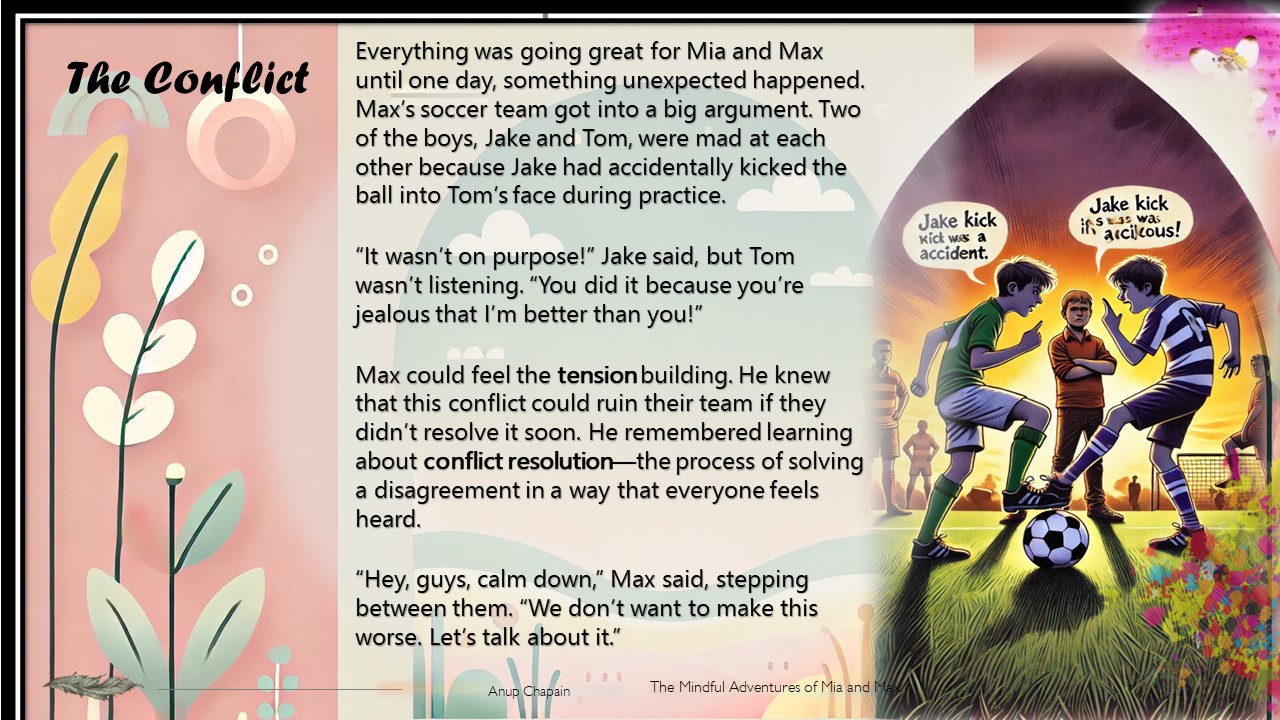 The Conflict
Everything was going great for Mia and Max
until one day, something unexpected happened.
Max's soccer team got into a big argument. Two
of the boys, Jake and Tom, were mad at each
other because Jake had accidentally kicked the
ball into Tom's face during practice.
“It wasn't on purpose!” Jake said, but Tom
wasn't listening. “You did it because you're
jealous that I'm better than you!”
Max could feel the tension building. He knew
that this conflict could ruin their team if they
didn't resolve it soon. He remembered learning
about conflict resolution—the process of solving
a disagreement in a way that everyone feels
heard.
“Hey, guys, calm down,” Max said, stepping
between them. “We don't want to make this
worse. Let's talk about it.”
Jake kick
kick was a
accident.
Jake kick
was
Anup Chapain
The Mindful Adventures of Mia and Max